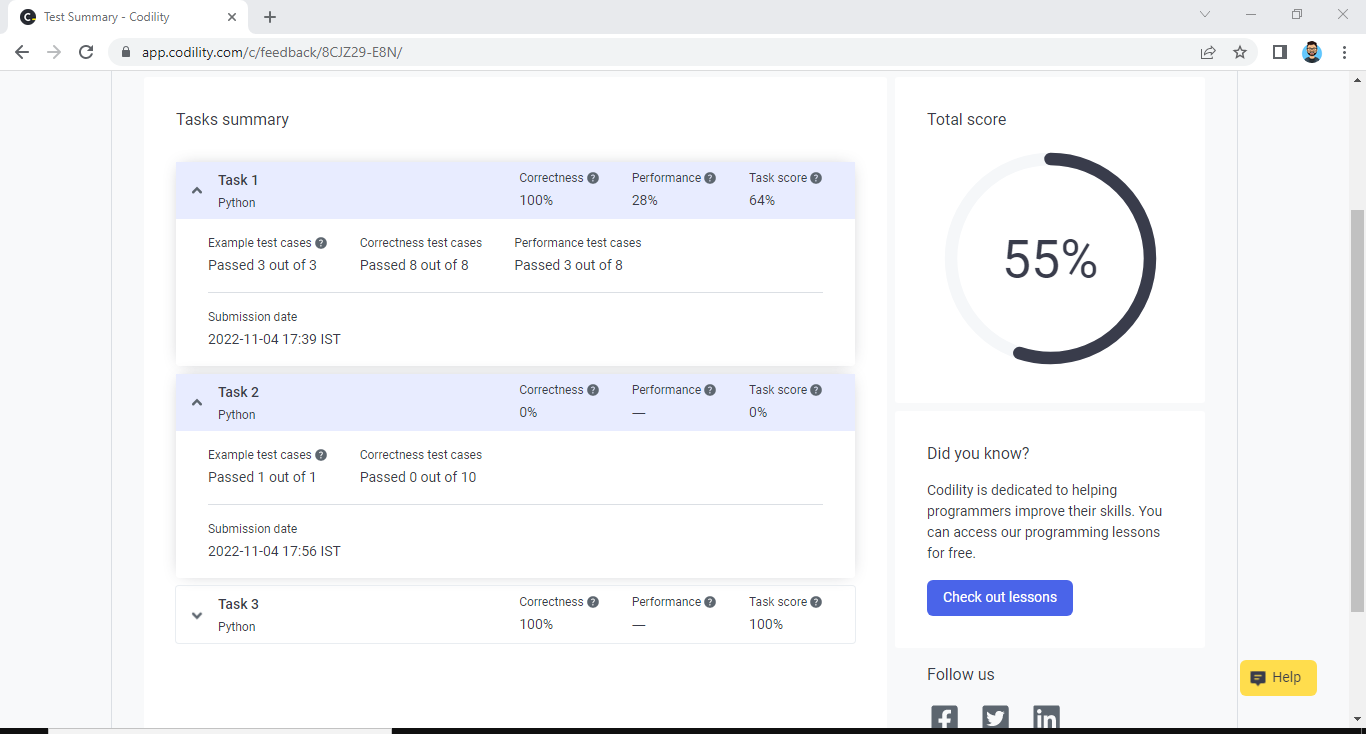 Test Summary - Codility
app.codility.com/c/feedback/8CJZ29-E8N/
Tasks summary
Task 1
Python
Correctness ?
100%
Performance ?
28%
Task score ?
64%
Example test cases ?
Passed 3 out of 3
Correctness test cases
Passed 8 out of 8
Performance test cases
Passed 3 out of 8
Submission date
2022-11-04 17:39 IST
Task 2
Python
Correctness ?
0%
Performance ?
—
Task score ?
0%
Example test cases ?
Passed 1 out of 1
Correctness test cases
Passed 0 out of 10
Submission date
2022-11-04 17:56 IST
Task 3
Python
Correctness ?
100%
Performance ?
—
Task score ?
100%
Total score
55%
Did you know?
Codility is dedicated to helping
programmers improve their skills. You
can access our programming lessons
for free.
Check out lessons
Follow us
Help